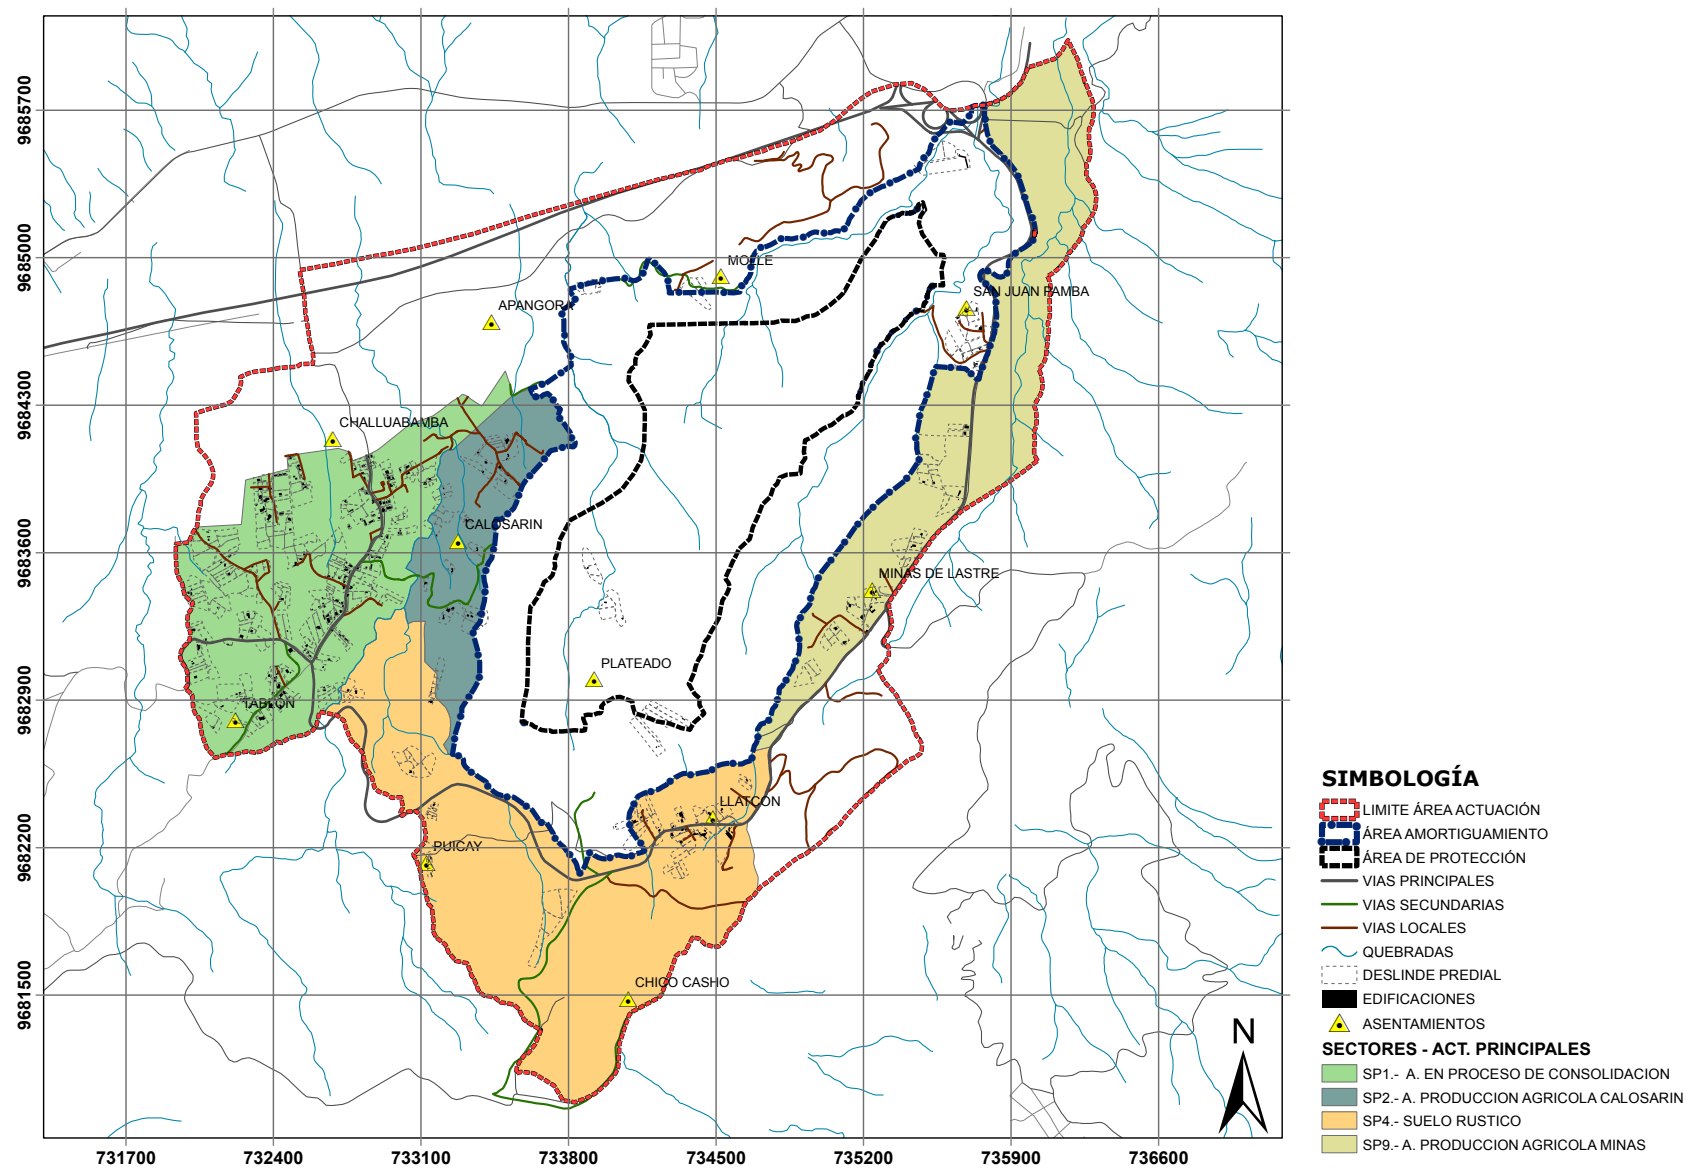 9685700
9685000
9684300
9683600
9682900
9682200
9681500
MOLLE
SAN JUAN PAMBA
APANGORA
CHALLUABAMBA
CALOSARIN
MINAS DE LASTRE
PLATEADO
TABLON
LLATCON
PUICAY
CHICO CASHO
731700 732400 733100 733800 734500 735200 735900 736600
N
SIMBOLOGÍA
LIMITE ÁREA ACTUACIÓN
ÁREA AMORTIGUAMIENTO
ÁREA DE PROTECCIÓN
VIAS PRINCIPALES
VIAS SECUNDARIAS
VIAS LOCALES
QUEBRADAS
DESLINDE PREDIAL
EDIFICACIONES
ASENTAMIENTOS
SECTORES - ACT. PRINCIPALES
SP1.- A. EN PROCESO DE CONSOLIDACION
SP2.- A. PRODUCCION AGRICOLA CALOSARIN
SP4.- SUELO RUSTICO
SP9.- A. PRODUCCION AGRICOLA MINAS